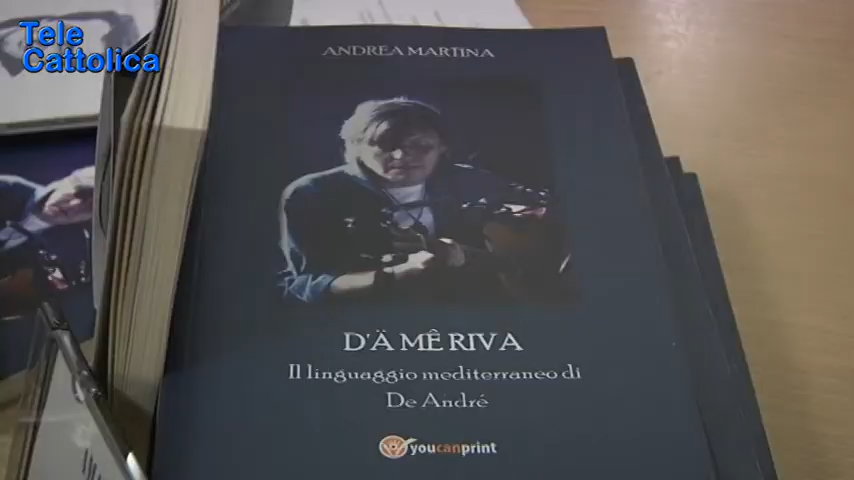 Tele
Cattolica
ANDREA MARTINA
D'Ä MÊ RIVA
Il linguaggio mediterraneo di
De André
youcanprint